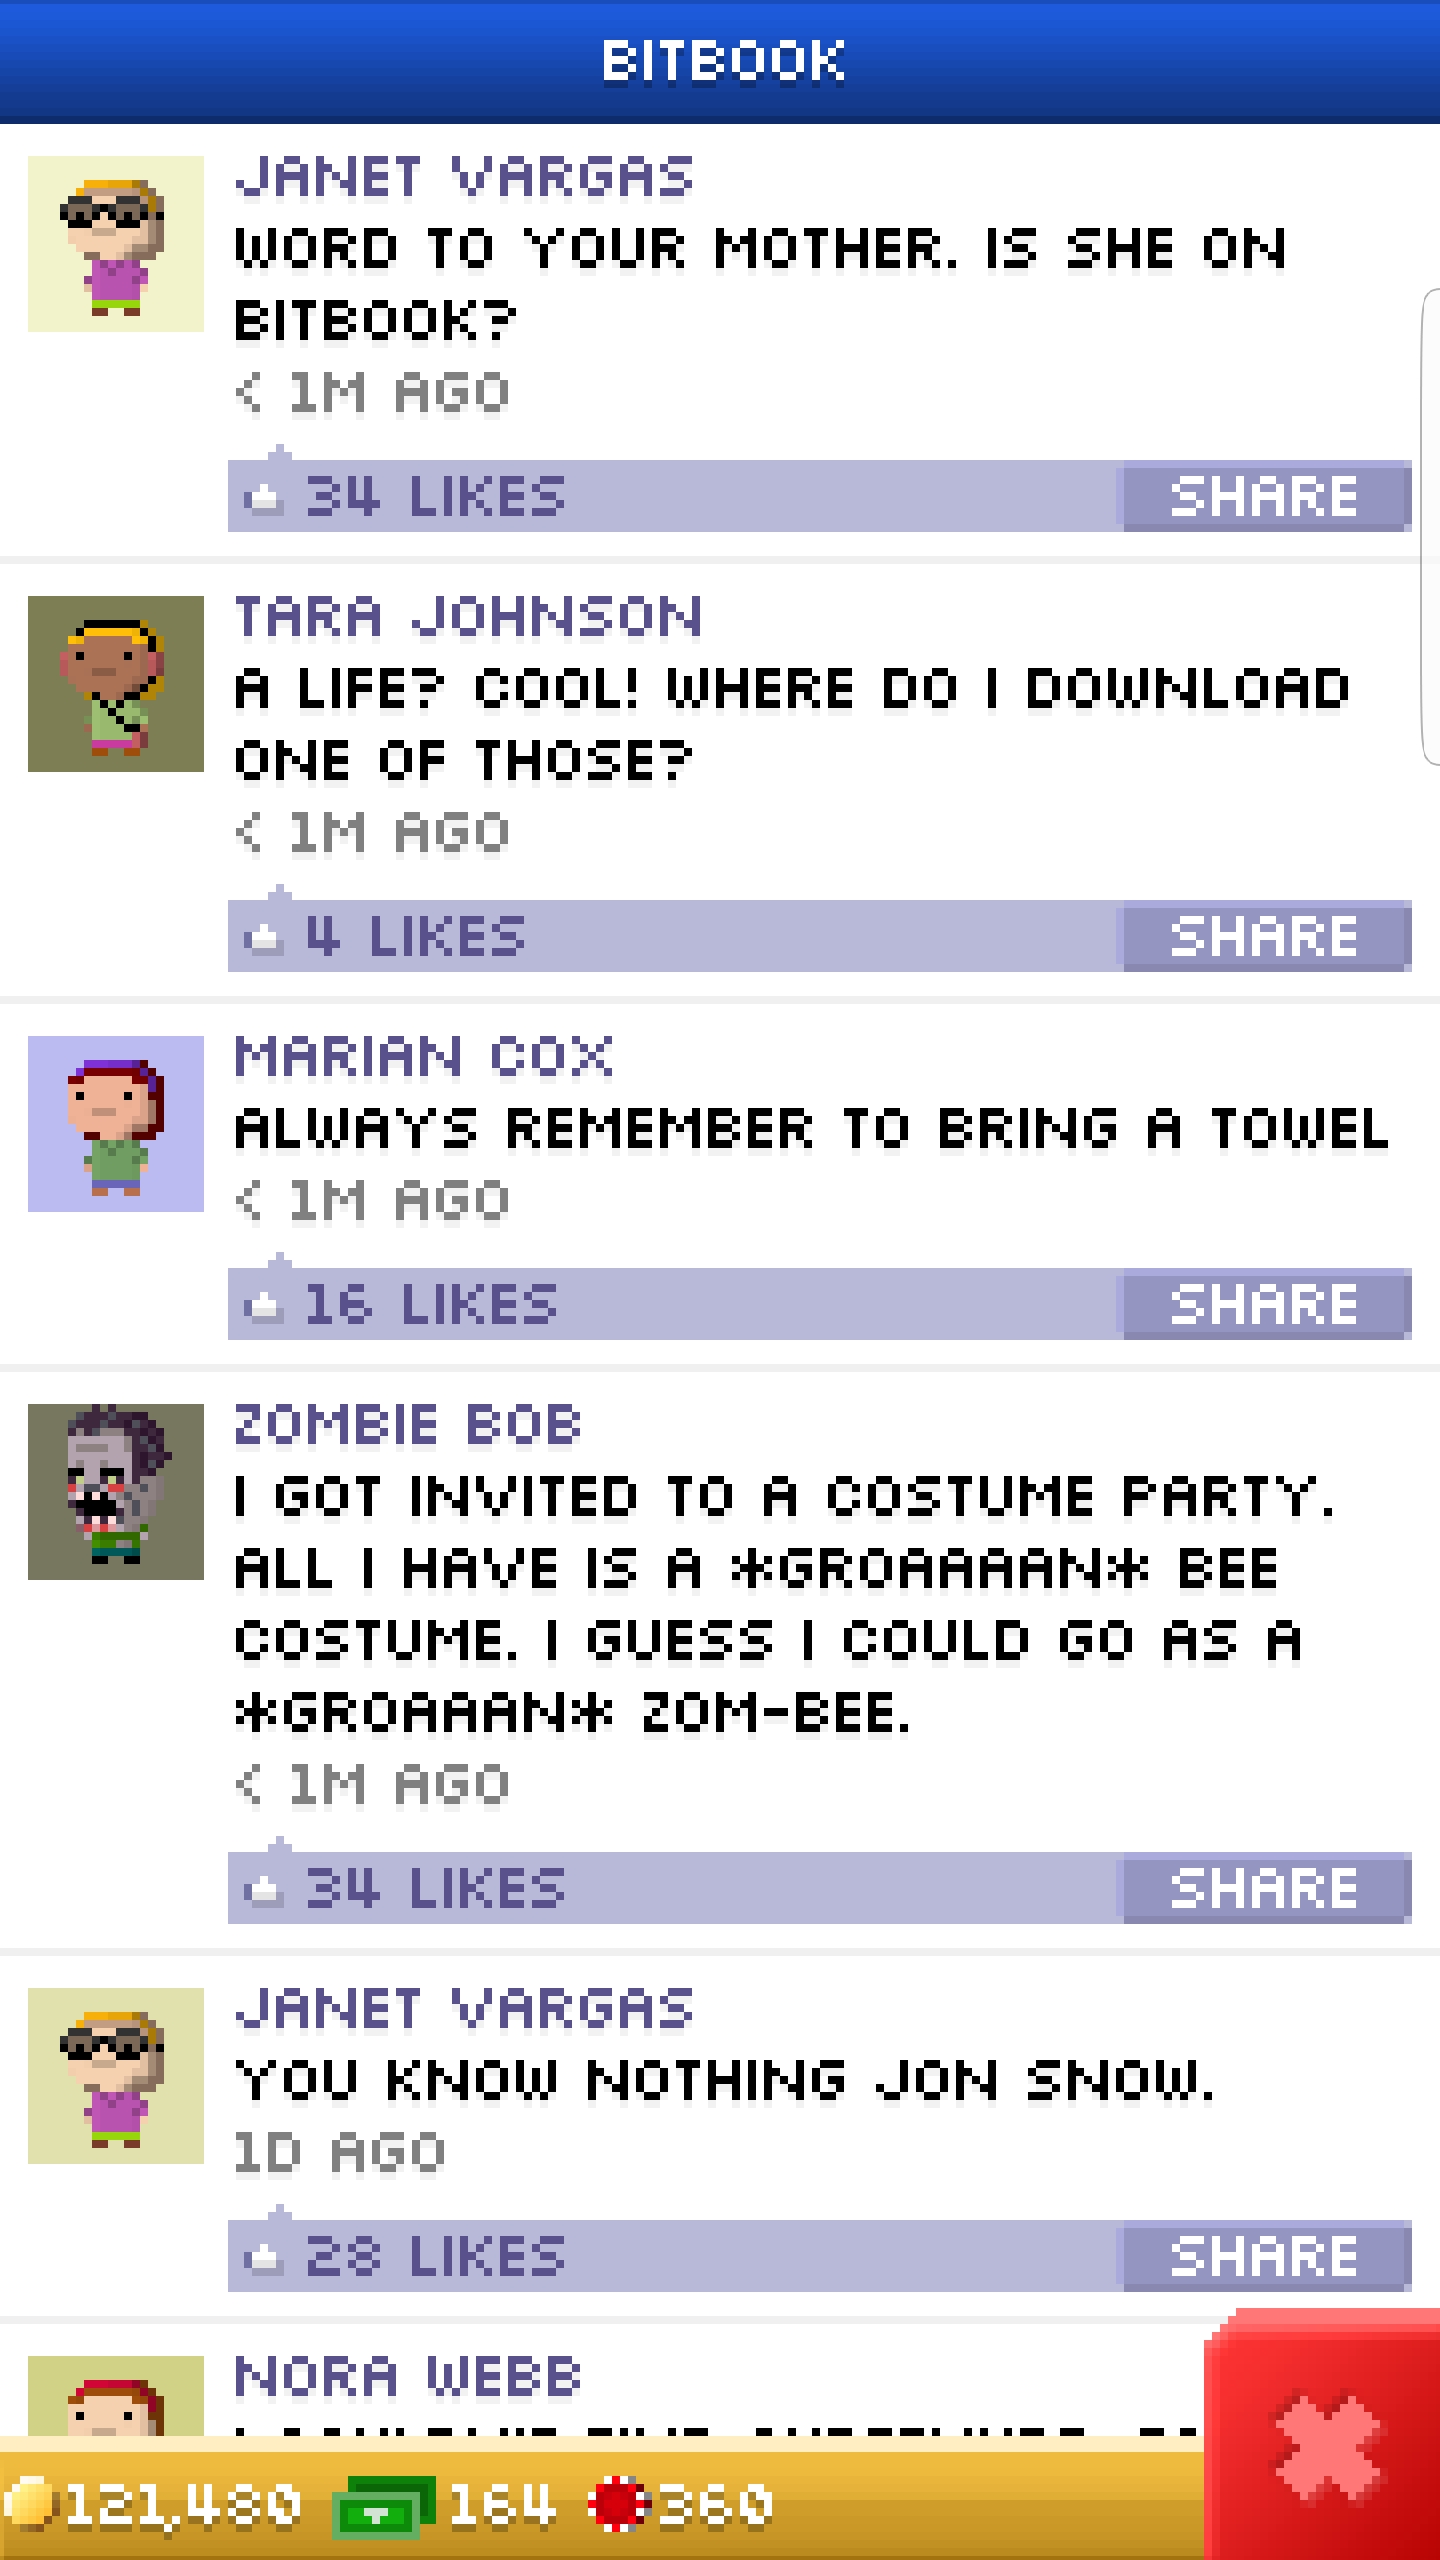 BITBOOK
JANET VARGAS
WORD TO YOUR MOTHER. IS SHE ON
BITBOOK?
< 1M AGO
34 LIKES SHARE
TARA JOHNSON
A LIFE? COOL! WHERE DO I DOWNLOAD
ONE OF THOSE?
< 1M AGO
4 LIKES SHARE
MARIAN COX
ALWAYS REMEMBER TO BRING A TOWEL
< 1M AGO
16 LIKES SHARE
ZOMBIE BOB
I GOT INVITED TO A COSTUME PARTY.
ALL I HAVE IS A *GROAAAAN* BEE
COSTUME. I GUESS I COULD GO AS A
*GROAAAN* ZOM-BEE.
< 1M AGO
34 LIKES SHARE
JANET VARGAS
YOU KNOW NOTHING JON SNOW.
1D AGO
28 LIKES SHARE
NORA WEBB
121,480 164 360